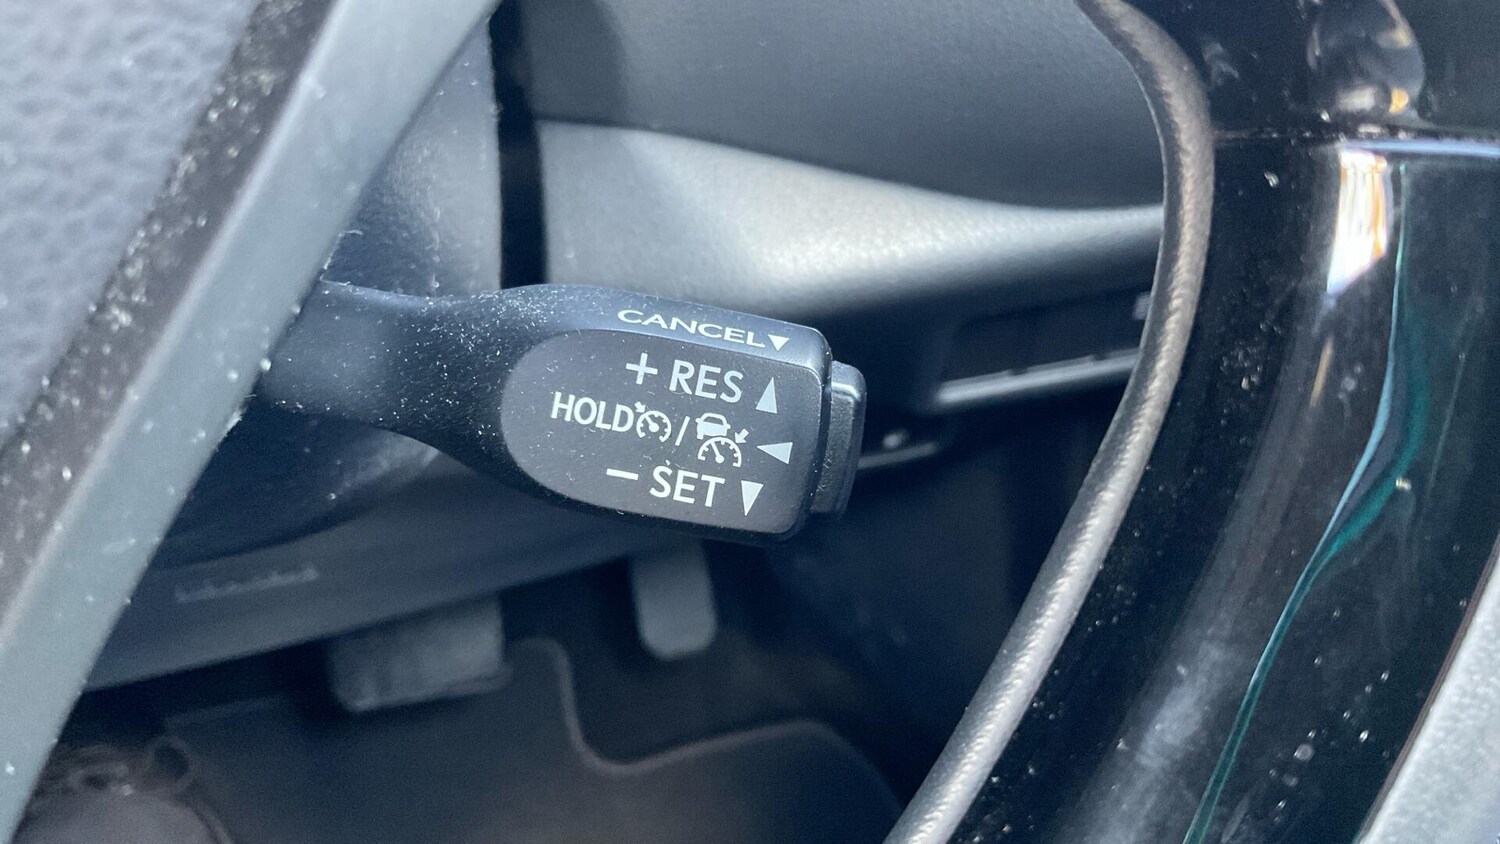 CANCEL▼
+ RES ▲
HOLD / ◀
− SET ▼